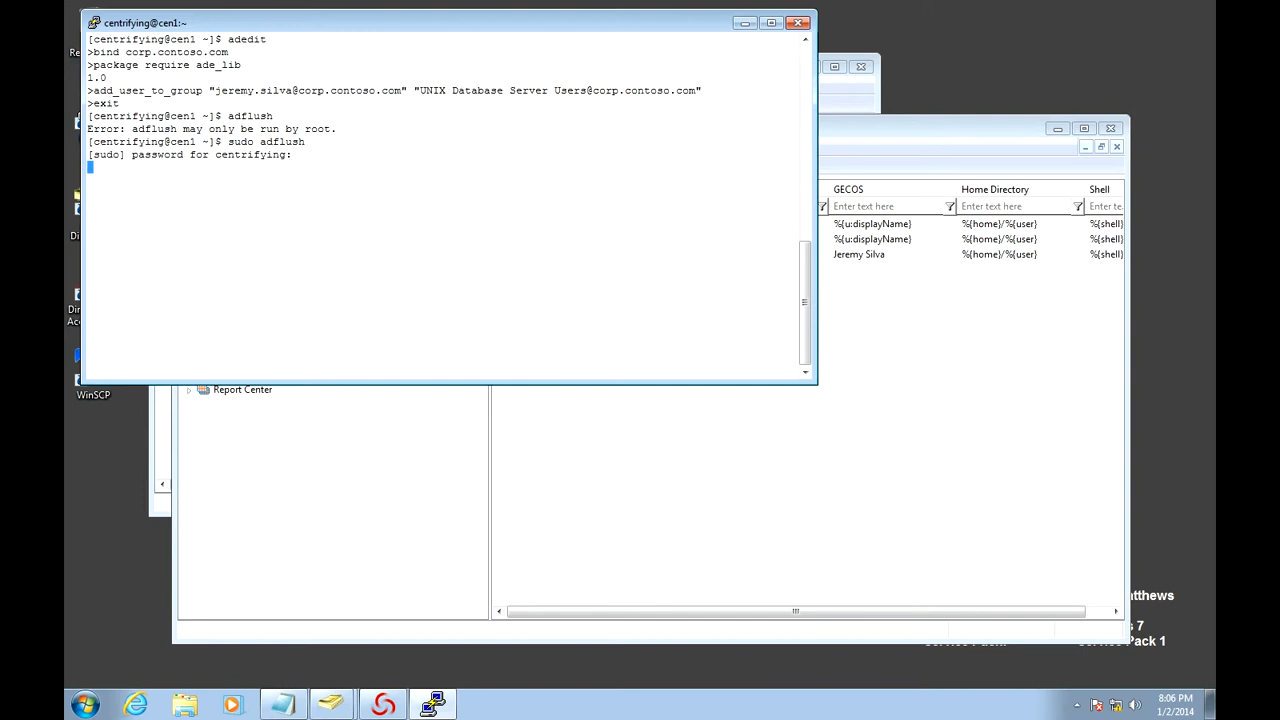 centrifying@cen1:~
[centrifying@cen1 ~]$ adedit
>bind corp.contoso.com
>package require ade_lib
1.0
>add_user_to_group "jeremy.silva@corp.contoso.com" "UNIX Database Server Users@corp.contoso.com"
>exit
[centrifying@cen1 ~]$ adflush
Error: adflush may only be run by root.
[centrifying@cen1 ~]$ sudo adflush
[sudo] password for centrifying:
GECOS Home Directory Shell
Enter text here Enter text here Enter te.
%{u:displayName} %{home}/%{user} %{shell}
%{u:displayName} %{home}/%{user} %{shell}
Jeremy Silva %{home}/%{user} %{shell}
Report Center
WinSCP
8:06 PM
1/2/2014